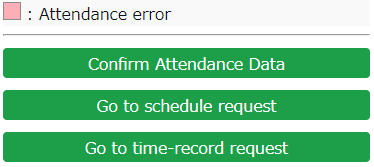 : Attendance error
Confirm Attendance Data
Go to schedule request
Go to time-record request